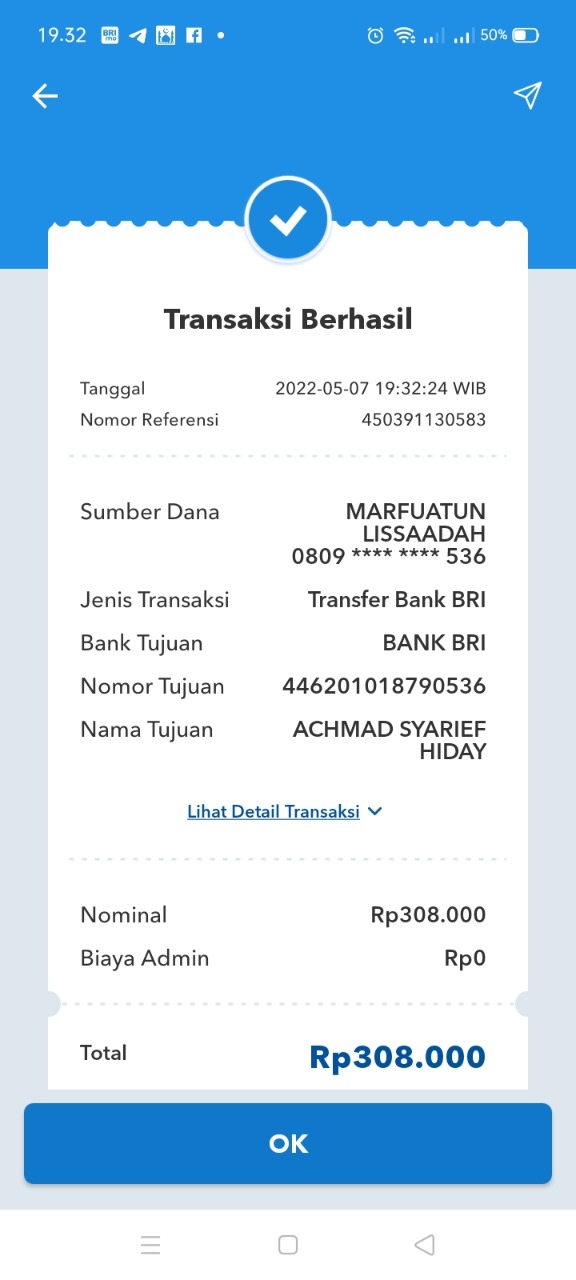 19.32
BRI
mo
50%
Transaksi Berhasil
Tanggal 2022-05-07 19:32:24 WIB
Nomor Referensi 450391130583
Sumber Dana MARFUATUN
LISSAADAH
0809 **** **** 536
Jenis Transaksi Transfer Bank BRI
Bank Tujuan BANK BRI
Nomor Tujuan 446201018790536
Nama Tujuan ACHMAD SYARIEF
HIDAY
Lihat Detail Transaksi
Nominal Rp308.000
Biaya Admin Rp0
Total Rp308.000
OK